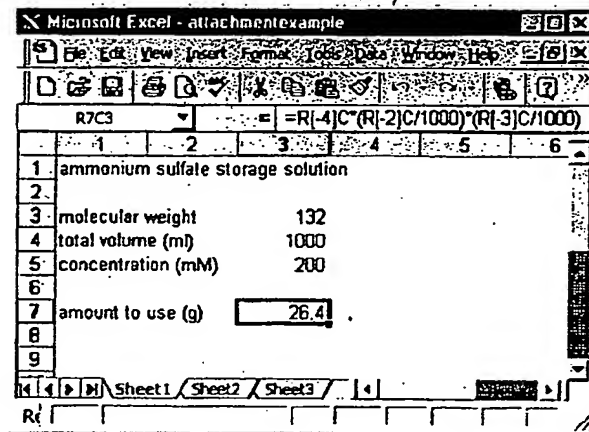 Microsoft Excel - attachmentexample
File Edit View Insert Format Tools Data Window Help
R7C3 = =R[-4]C*(R[-2]C/1000)*(R[-3]C/1000)
1 2 3 4 5 6
1 ammonium sulfate storage solution
2
3 molecular weight 132
4 total volume (ml) 1000
5 concentration (mM) 200
6
7 amount to use (g) 26.4
8
9
Sheet1 Sheet2 Sheet3